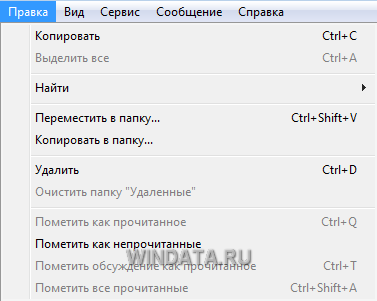 Правка Вид Сервис Сообщение Справка
Копировать Ctrl+C
Выделить все Ctrl+A
Найти
Переместить в папку... Ctrl+Shift+V
Копировать в папку...
Удалить Ctrl+D
Очистить папку "Удаленные"
Пометить как прочитанное Ctrl+Q
Пометить как непрочитанные
WINDATA.RU
Пометить обсуждение как прочитанное Ctrl+T
Пометить все прочитанные Ctrl+Shift+A